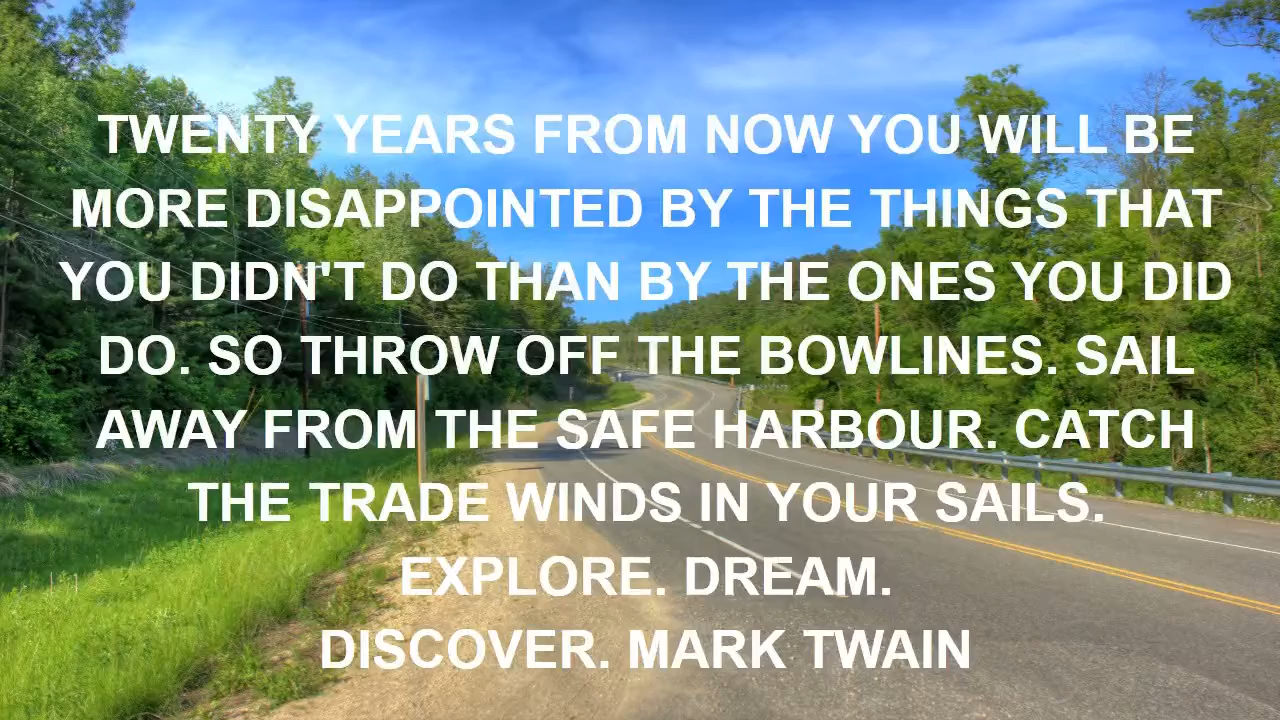 TWENTY YEARS FROM NOW YOU WILL BE
MORE DISAPPOINTED BY THE THINGS THAT
YOU DIDN'T DO THAN BY THE ONES YOU DID
DO. SO THROW OFF THE BOWLINES. SAIL
AWAY FROM THE SAFE HARBOUR. CATCH
THE TRADE WINDS IN YOUR SAILS.
EXPLORE. DREAM.
DISCOVER. MARK TWAIN